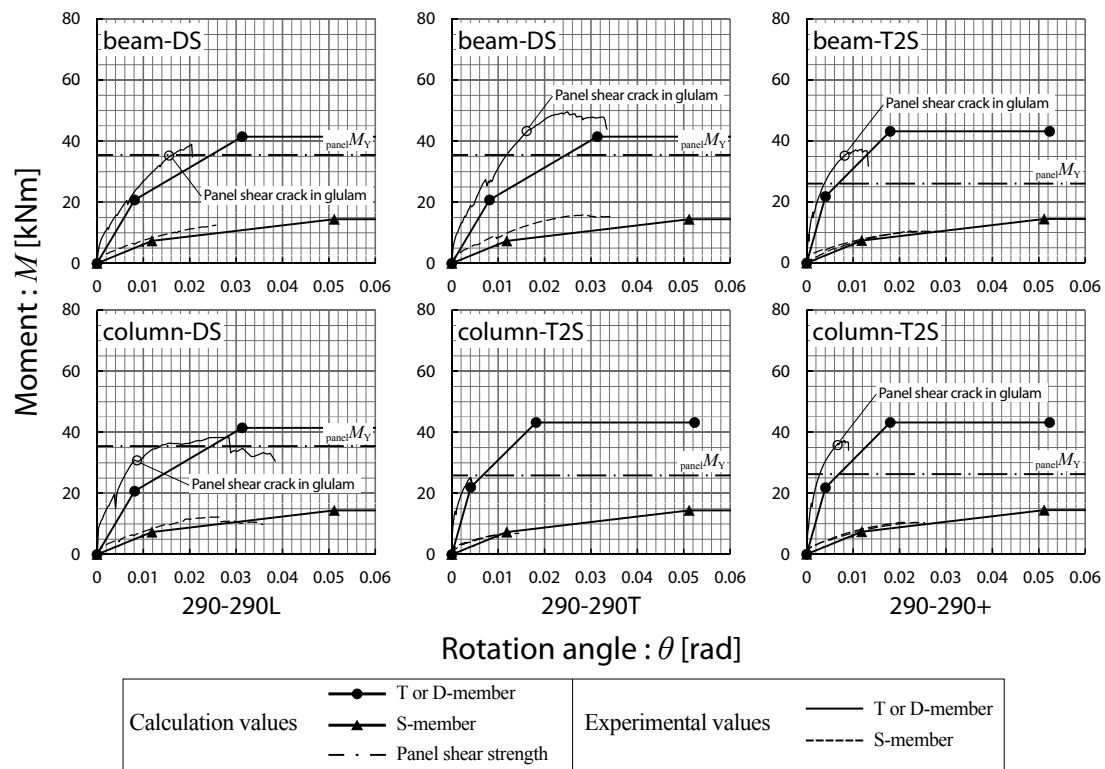 beam-DS
80
60
40
20
0
Panel shear crack in glulam
panelMY
0 0.01 0.02 0.03 0.04 0.05 0.06
beam-DS
80
60
40
20
0
Panel shear crack in glulam
panelMY
0 0.01 0.02 0.03 0.04 0.05 0.06
beam-T2S
80
60
40
20
0
Panel shear crack in glulam
panelMY
0 0.01 0.02 0.03 0.04 0.05 0.06
Moment : M [kNm]
column-DS
80
60
40
20
0
Panel shear crack in glulam
panelMY
0 0.01 0.02 0.03 0.04 0.05 0.06
290-290L
column-T2S
80
60
40
20
0
panelMY
0 0.01 0.02 0.03 0.04 0.05 0.06
290-290T
column-T2S
80
60
40
20
0
Panel shear crack in glulam
panelMY
0 0.01 0.02 0.03 0.04 0.05 0.06
290-290+
Rotation angle : θ [rad]
Calculation values
T or D-member
S-member
Panel shear strength
Experimental values
T or D-member
S-member